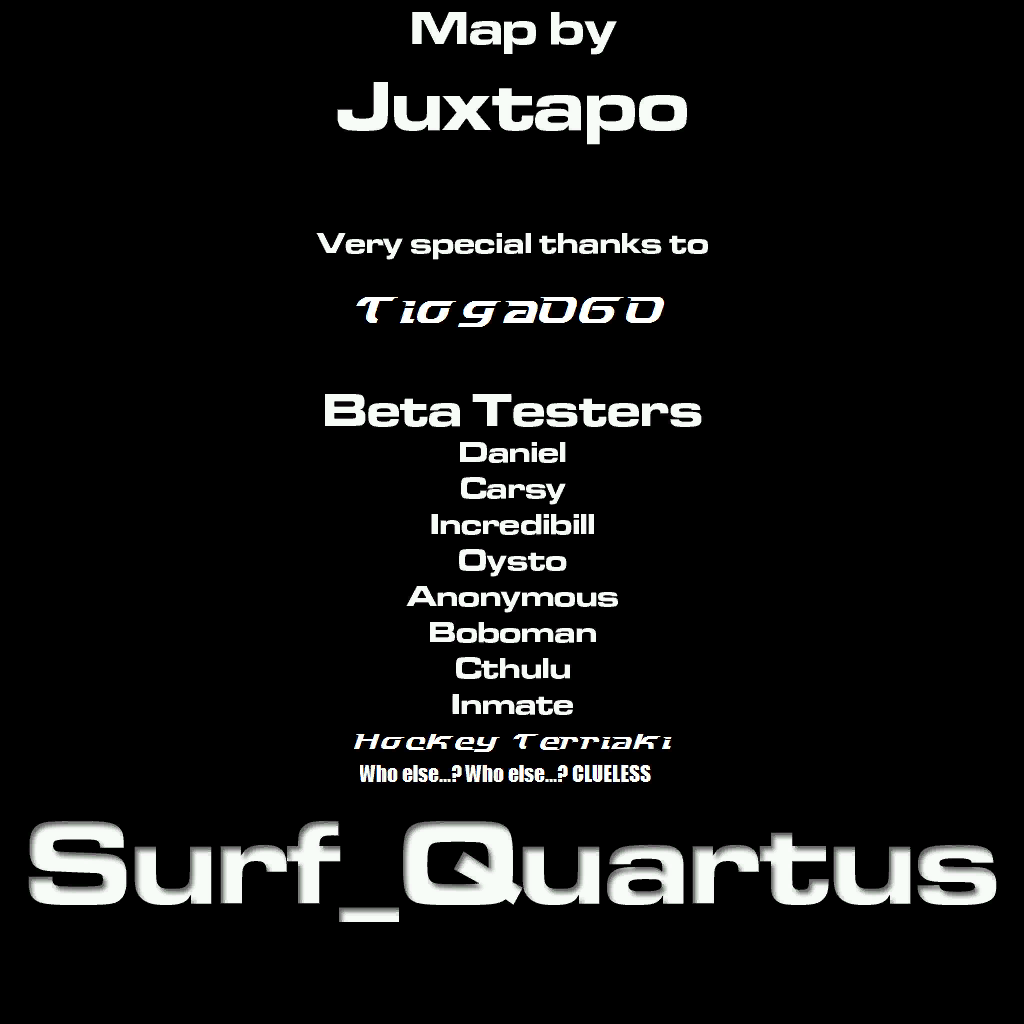 Map by
Juxtapo
Very special thanks to
Tioga060
Beta Testers
Daniel
Carsy
Incredibill
Oysto
Anonymous
Boboman
Cthulu
Inmate
Hockey Terriaki
Who else...? Who else...? CLUELESS
Surf_Quartus